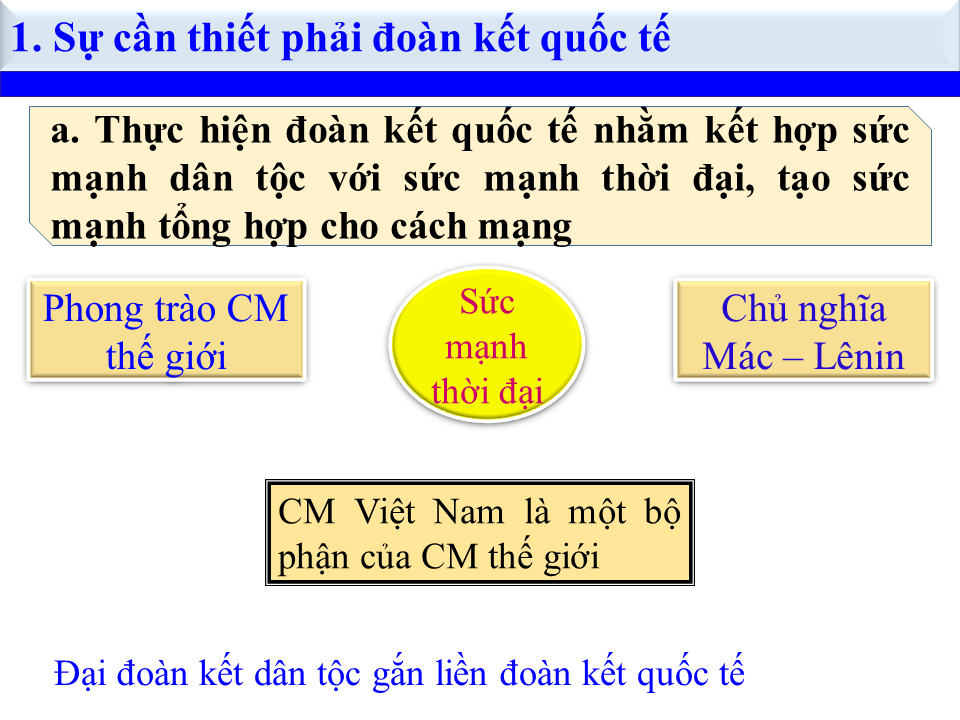 1. Sự cần thiết phải đoàn kết quốc tế
a. Thực hiện đoàn kết quốc tế nhằm kết hợp sức
mạnh dân tộc với sức mạnh thời đại, tạo sức
mạnh tổng hợp cho cách mạng
Phong trào CM
thế giới
Sức
mạnh
thời đại
Chủ nghĩa
Mác – Lênin
CM Việt Nam là một bộ
phận của CM thế giới
Đại đoàn kết dân tộc gắn liền đoàn kết quốc tế